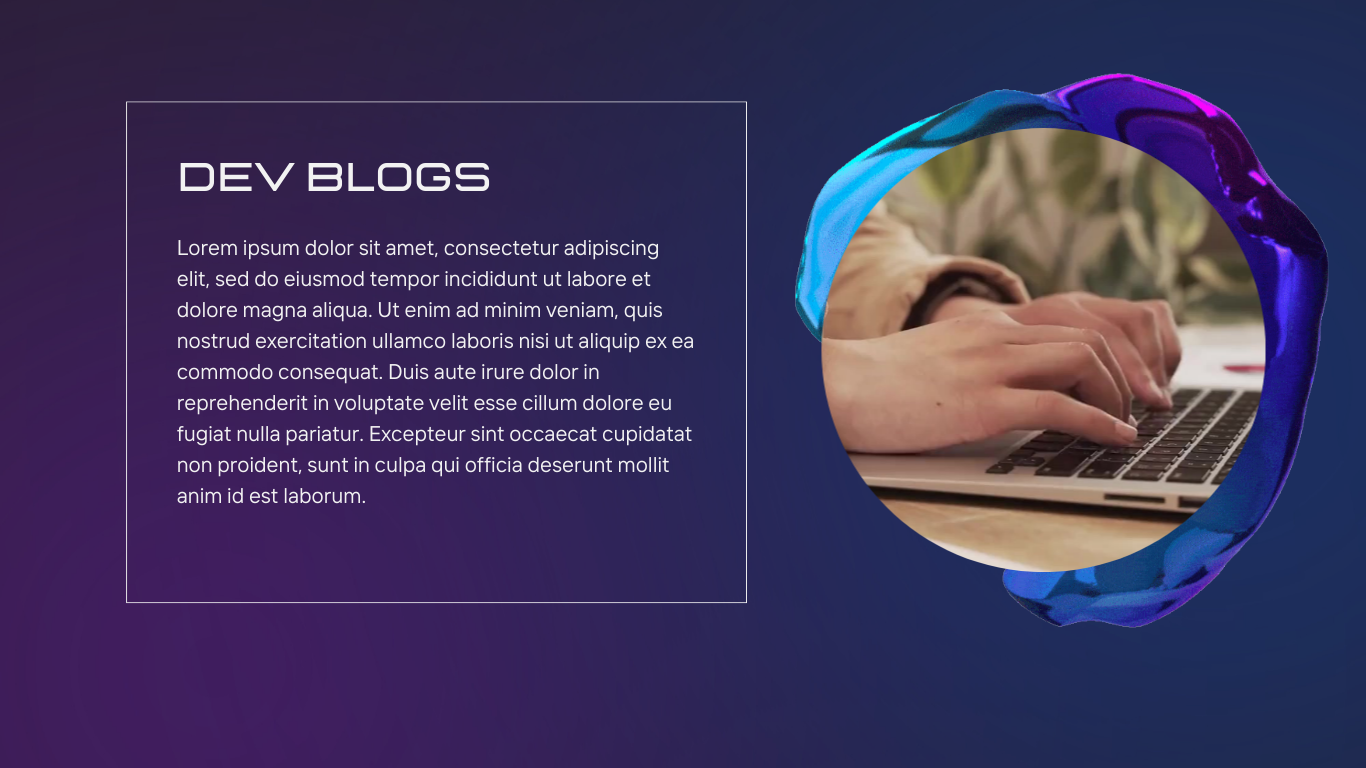 DEV BLOGS
Lorem ipsum dolor sit amet, consectetur adipiscing
elit, sed do eiusmod tempor incididunt ut labore et
dolore magna aliqua. Ut enim ad minim veniam, quis
nostrud exercitation ullamco laboris nisi ut aliquip ex ea
commodo consequat. Duis aute irure dolor in
reprehenderit in voluptate velit esse cillum dolore eu
fugiat nulla pariatur. Excepteur sint occaecat cupidatat
non proident, sunt in culpa qui officia deserunt mollit
anim id est laborum.